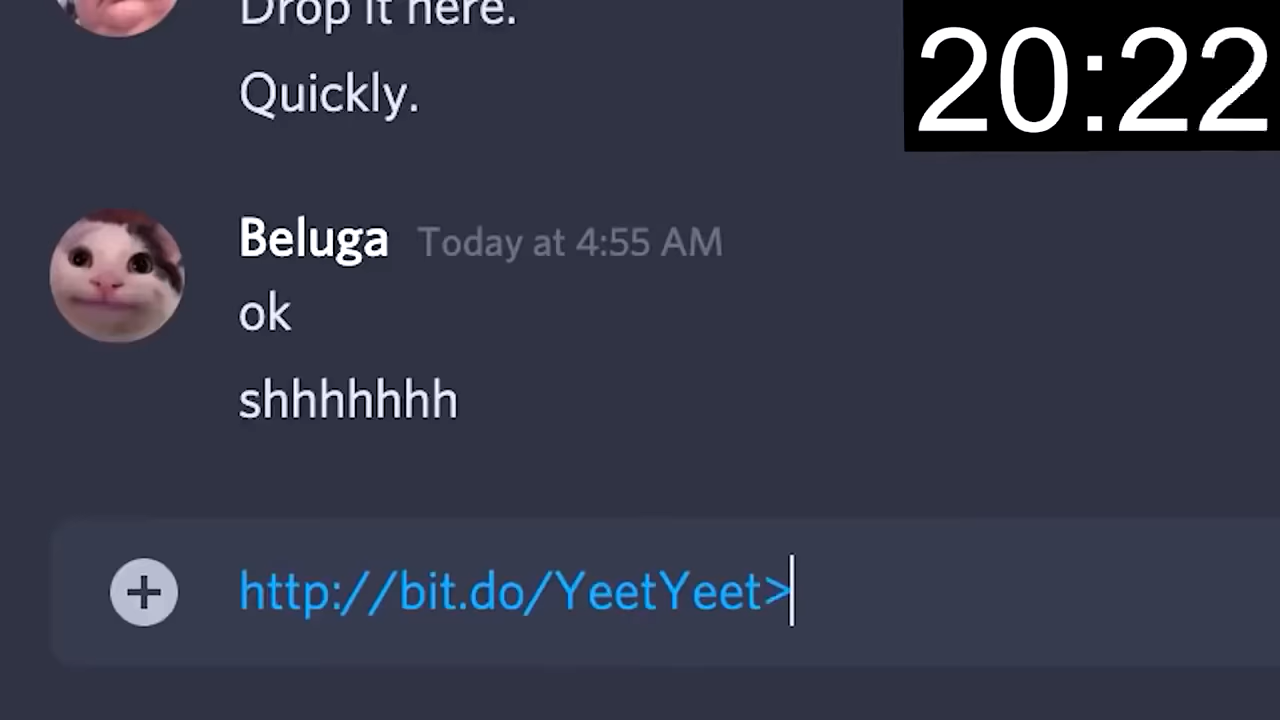 Drop it here.
20:22
Quickly.
Beluga Today at 4:55 AM
ok
shhhhhhh
http://bit.do/YeetYeet>